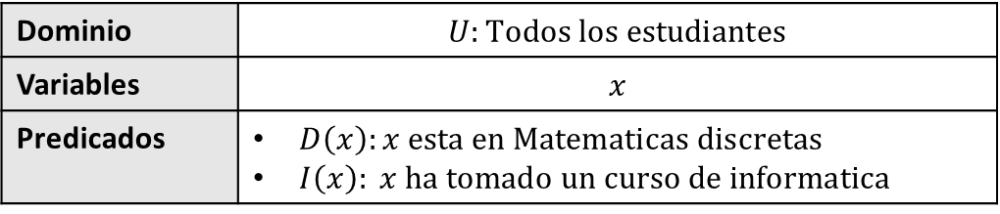 Dominio U: Todos los estudiantes
Variables x
Predicados • D(x): x esta en Matematicas discretas
• I(x): x ha tomado un curso de informatica